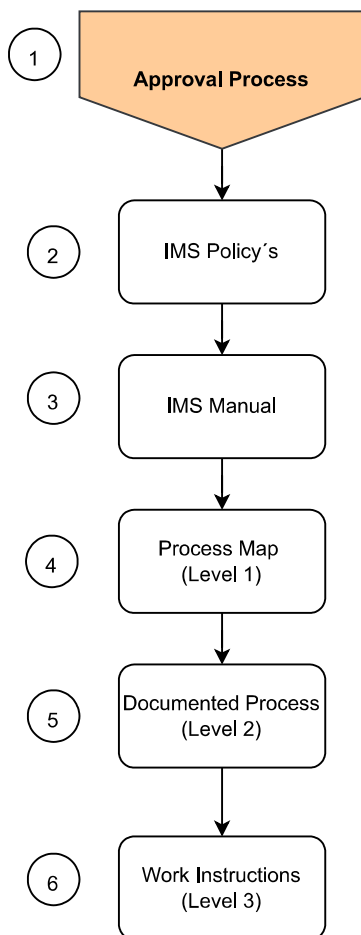 1
Approval Process
2
IMS Policy´s
3
IMS Manual
4
Process Map
(Level 1)
5
Documented Process
(Level 2)
6
Work Instructions
(Level 3)